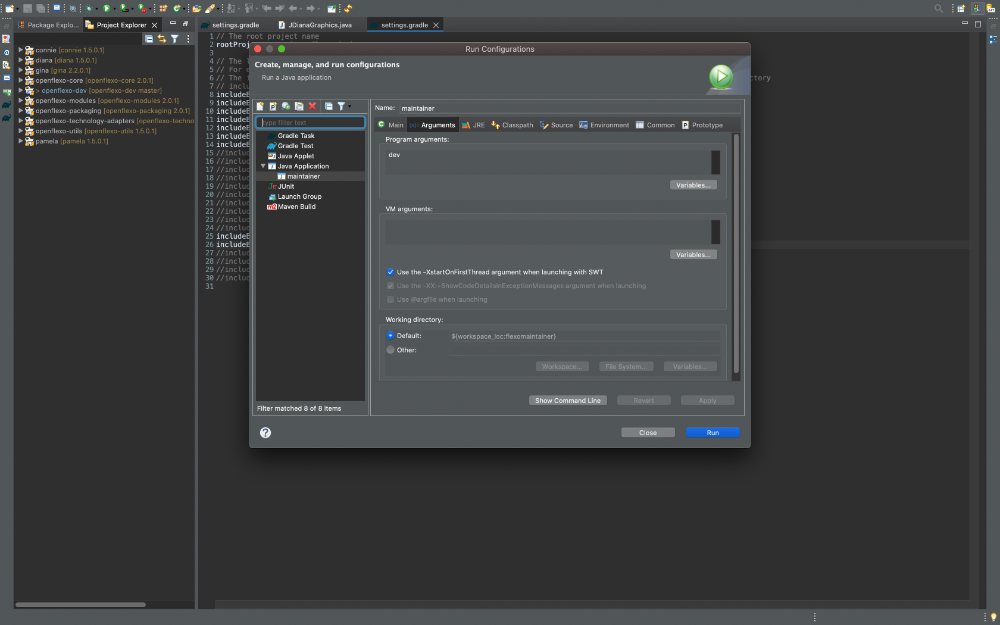 Package Explo...
Project Explorer
settings.gradle
JDianaGraphics.java
settings.gradle
connie [connie 1.5.0.1]
diana [diana 1.5.0.1]
gina [gina 2.2.0.1]
openflexo-core [openflexo-core 2.0.1]
> openflexo-dev [openflexo-dev master]
openflexo-modules [openflexo-modules 2.0.1]
openflexo-packaging [openflexo-packaging 2.0.1]
openflexo-technology-adapters [openflexo-techno
openflexo-utils [openflexo-utils 1.5.0.1]
pamela [pamela 1.6.0.1]
1 // The root project name
2 rootProj
3
4 // The
5 // For
6 // The
ctory
7 // incl
8 includeB
9 includeB
10 includeB
11 includeB
12 includeB
13 includeB
14 includeB
15 //inclu
16 //inclu
17 //inclu
18 //inclu
19 //inclu
20 //inclu
21 //inclu
22 //inclu
23 //inclu
24 //inclu
25 includeB
26 includeB
27 //inclu
28 //inclu
29 //inclu
30 //inclu
31
Run Configurations
Create, manage, and run configurations
Run a Java application
type filter text
Gradle Task
Gradle Test
Java Applet
Java Application
maintainer
JUnit
Launch Group
Maven Build
Filter matched 8 of 8 items
Name: maintainer
Main Arguments JRE Classpath Source Environment Common Prototype
Program arguments:
dev
Variables...
VM arguments:
Variables...
Use the -XstartOnFirstThread argument when launching with SWT
Use the -XX:+ShowCodeDetailsInExceptionMessages argument when launching
Use @argfile when launching
Working directory:
Default: ${workspace_loc:flexomaintainer}
Other:
Workspace... File System... Variables...
Show Command Line Revert Apply
Close Run